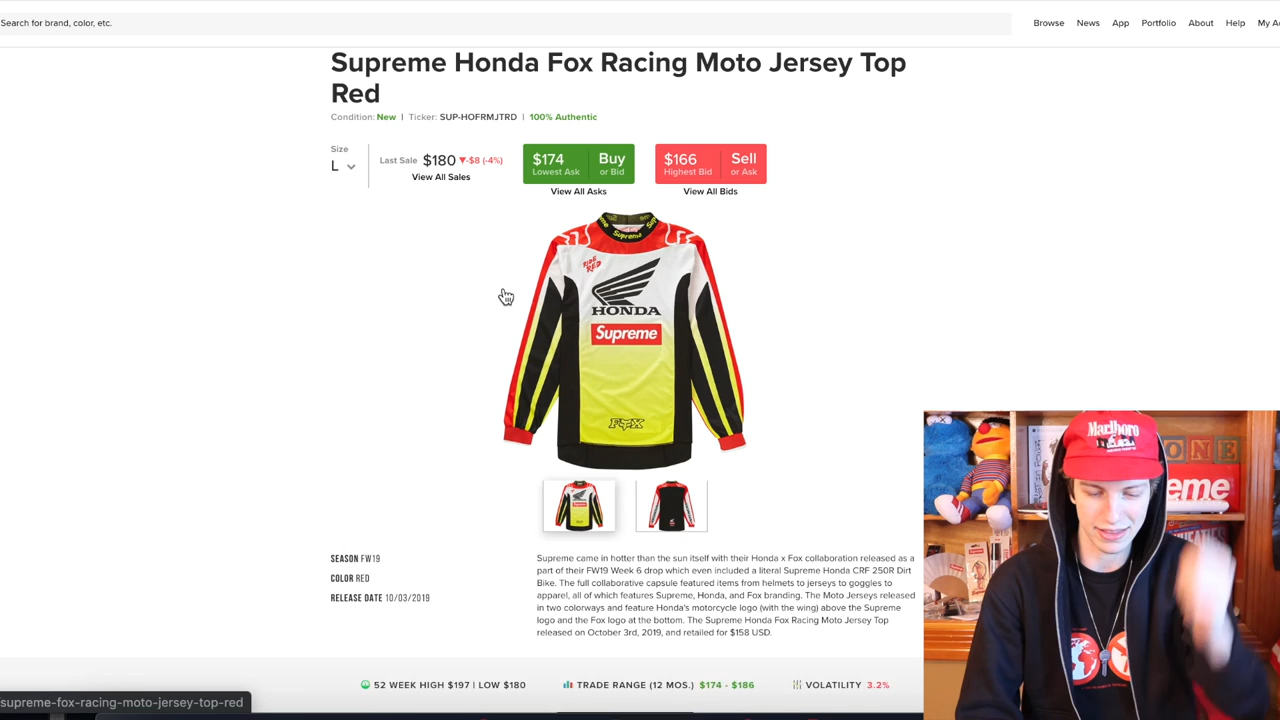 Search for brand, color, etc.
Browse News App Portfolio About Help My Ac
Supreme Honda Fox Racing Moto Jersey Top
Red
Condition: New | Ticker: SUP-HOFRMJTRD | 100% Authentic
Size
L
Last Sale $180 ▼-$8 (-4%)
View All Sales
$174 Buy
Lowest Ask or Bid
View All Asks
$166 Sell
Highest Bid or Ask
View All Bids
Supreme
RIDE RED
HONDA
Supreme
FOX
SEASON FW19
COLOR RED
RELEASE DATE 10/03/2019
Supreme came in hotter than the sun itself with their Honda x Fox collaboration released as a
part of their FW19 Week 6 drop which even included a literal Supreme Honda CRF 250R Dirt
Bike. The full collaborative capsule featured items from helmets to jerseys to goggles to
apparel, all of which features Supreme, Honda, and Fox branding. The Moto Jerseys released
in two colorways and feature Honda's motorcycle logo (with the wing) above the Supreme
logo and the Fox logo at the bottom. The Supreme Honda Fox Racing Moto Jersey Top
released on October 3rd, 2019, and retailed for $158 USD.
52 WEEK HIGH $197 | LOW $180
TRADE RANGE (12 MOS.) $174 - $186
VOLATILITY 3.2%
supreme-fox-racing-moto-jersey-top-red
Marlboro
ONE
eme